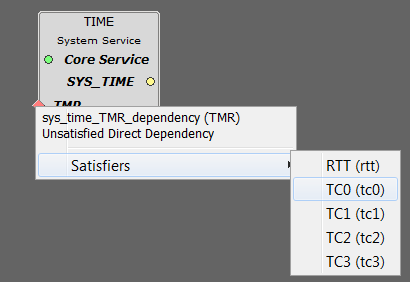 TIME
System Service
Core Service
SYS_TIME
TMR
sys_time_TMR_dependency (TMR)
Unsatisfied Direct Dependency
Satisfiers
RTT (rtt)
TC0 (tc0)
TC1 (tc1)
TC2 (tc2)
TC3 (tc3)